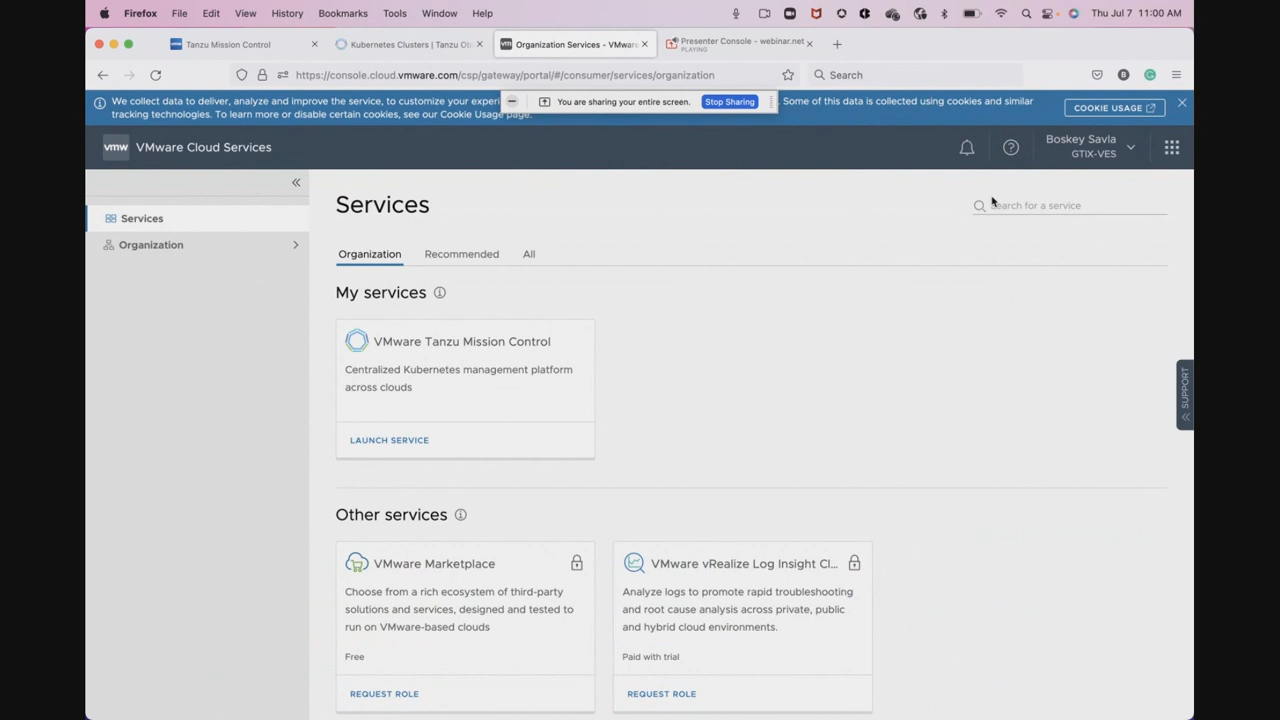 Firefox File Edit View History Bookmarks Tools Window Help Thu Jul 7 11:00 AM
Tanzu Mission Control
Kubernetes Clusters | Tanzu Ob
Organization Services - VMware
Presenter Console - webinar.net
PLAYING
https://console.cloud.vmware.com/csp/gateway/portal/#/consumer/services/organization
Search
We collect data to deliver, analyze and improve the service, to customize your experi
Some of this data is collected using cookies and similar
tracking technologies. To learn more or disable certain cookies, see our Cookie Usage page.
You are sharing your entire screen. Stop Sharing
COOKIE USAGE
vmw VMware Cloud Services
Boskey Savla
GTIX-VES
Services
Organization
Services
Search for a service
Organization Recommended All
My services
VMware Tanzu Mission Control
Centralized Kubernetes management platform
across clouds
LAUNCH SERVICE
SUPPORT
Other services
VMware Marketplace
Choose from a rich ecosystem of third-party
solutions and services, designed and tested to
run on VMware-based clouds
Free
REQUEST ROLE
VMware vRealize Log Insight Cl...
Analyze logs to promote rapid troubleshooting
and root cause analysis across private, public
and hybrid cloud environments.
Paid with trial
REQUEST ROLE